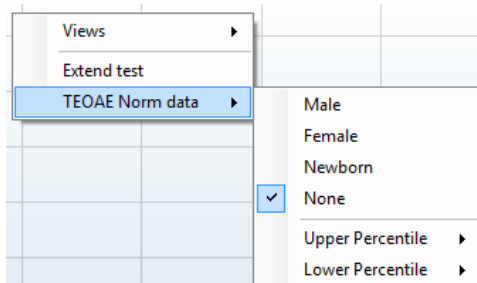 Views
Extend test
TEOAE Norm data
Male
Female
Newborn
None
Upper Percentile
Lower Percentile